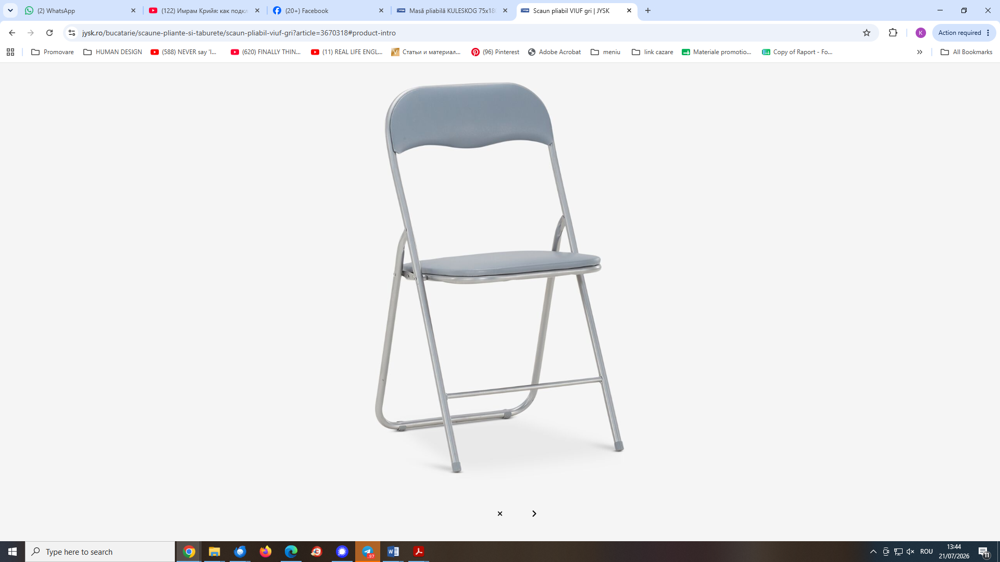 (2) WhatsApp
(122) Имрам Крийя: как подкл
(20+) Facebook
JYSK Masă pliabilă KULESKOG 75x180
JYSK Scaun pliabil VIUF gri | JYSK
jysk.ro/bucatarie/scaune-pliante-si-taburete/scaun-pliabil-viuf-gri?article=3670318#product-intro
K
Action required
Promovare
HUMAN DESIGN
(588) NEVER say 'I...
(620) FINALLY THIN...
(11) REAL LIFE ENGL...
Статьи и материал...
(96) Pinterest
Adobe Acrobat
meniu
link cazare
Materiale promotio...
Copy of Raport - Fo...
All Bookmarks
Type here to search
..97
ROU
13:44
21/07/2026
11